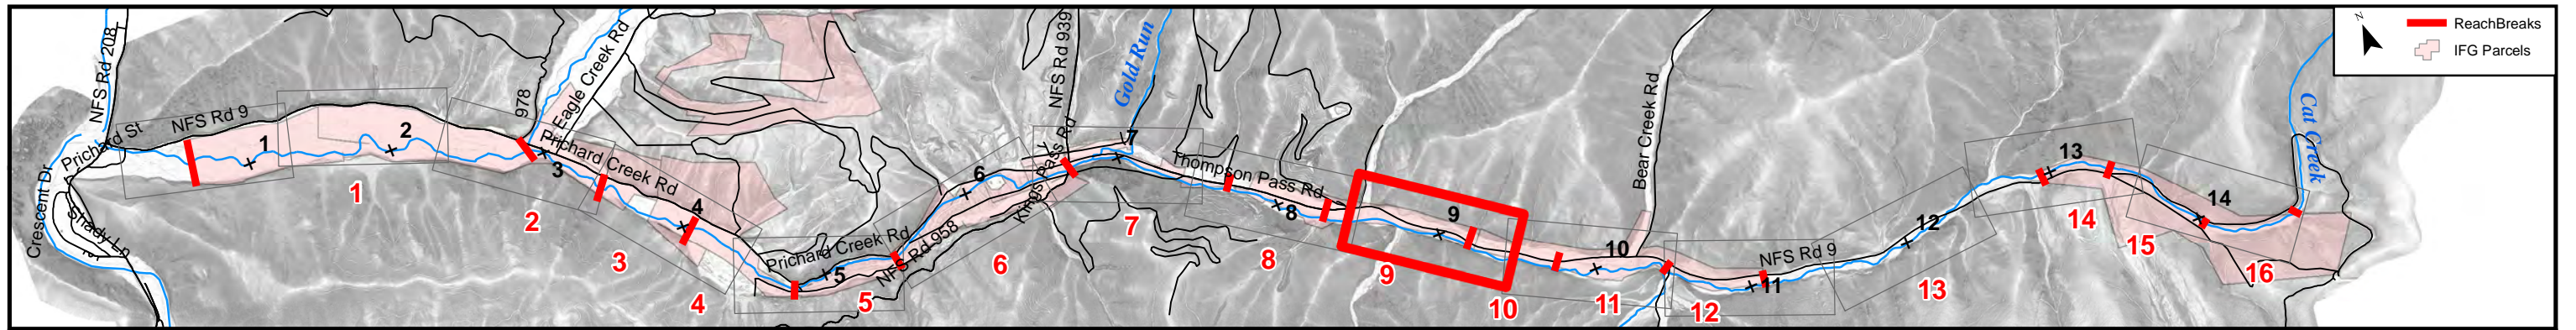 NFS Rd 208
Crescent Dr
Prichard St
Shady Ln
NFS Rd 9
1
2
1
978
Eagle Creek Rd
Prichard Creek Rd
3
2
3
4
4
Prichard Creek Rd
5
5
NFS Rd 958
6
6
Kings Pass Rd
NFS Rd 939
Gold Run
7
7
Thompson Pass Rd
8
8
9
9
10
10
11
Bear Creek Rd
NFS Rd 9
11
12
12
13
13
14
14
15
16
Cat Creek
N
ReachBreaks
IFG Parcels